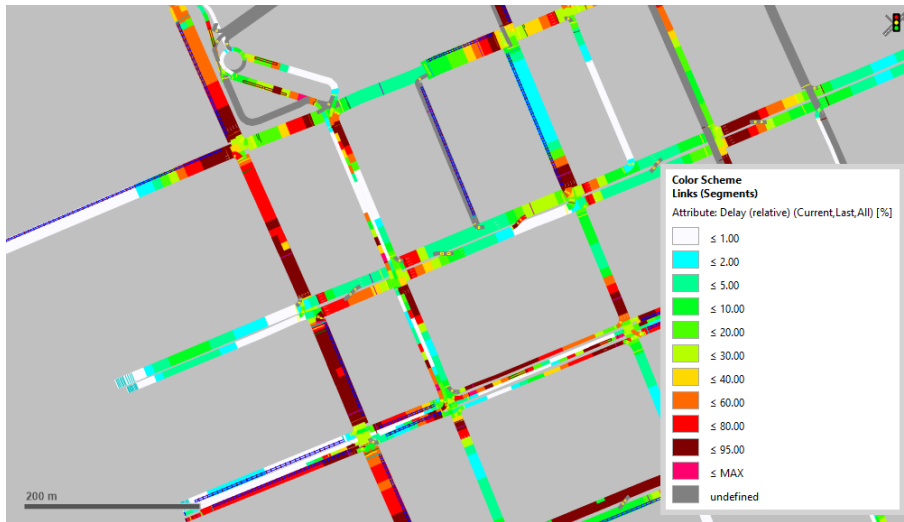 Color Scheme
Links (Segments)
Attribute: Delay (relative) (Current,Last,All) [%]
≤ 1.00
≤ 2.00
≤ 5.00
≤ 10.00
≤ 20.00
≤ 30.00
≤ 40.00
≤ 60.00
≤ 80.00
≤ 95.00
≤ MAX
undefined
200 m